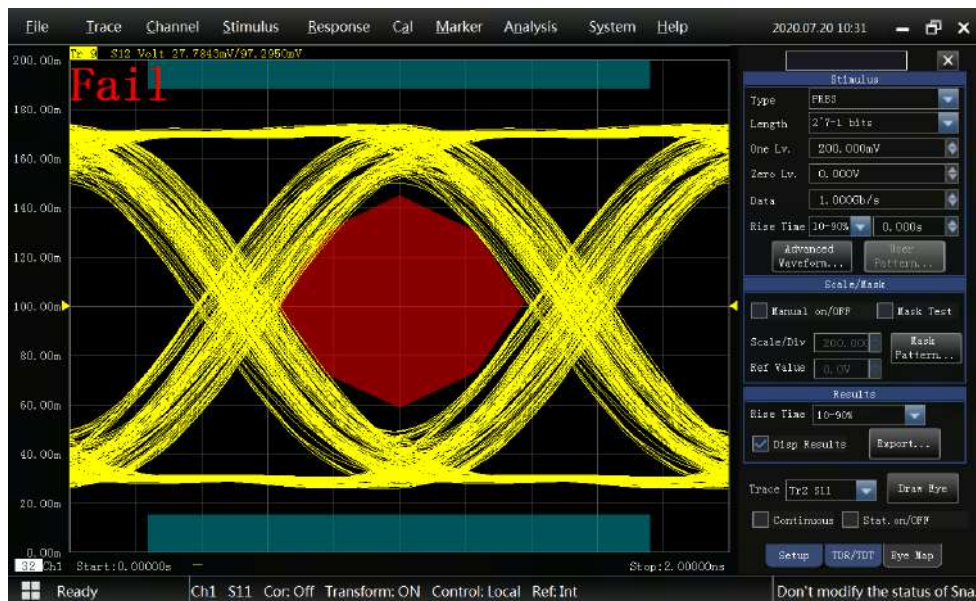 File Trace Channel Stimulus Response Cal Marker Analysis System Help 2020.07.20 10:31
Tr 9 S12 Volt 27.7843mV/97.2950mV
Fail
200.00m
180.00m
160.00m
140.00m
120.00m
100.00m
80.00m
60.00m
40.00m
20.00m
0.00m
32 Ch1 Start:0.00000s Stop:2.00000ns
Stimulus
Type PRBS
Length 2^7-1 bits
One Lv. 200.000mV
Zero Lv. 0.000V
Data 1.000Gb/s
Rise Time 10-90% 0.000s
Advanced Waveform...
User Pattern...
Scale/Mask
Manual on/OFF Mask Test
Scale/Div 200.000
Mask Pattern...
Ref Value 0.0V
Results
Rise Time 10-90%
Disp Results Export...
Trace Tr2 S11 Draw Eye
Continuous Stat.on/OFF
Setup TDR/TDT Eye Map
Ready Ch1 S11 Cor: Off Transform: ON Control: Local Ref: Int Don't modify the status of Sna